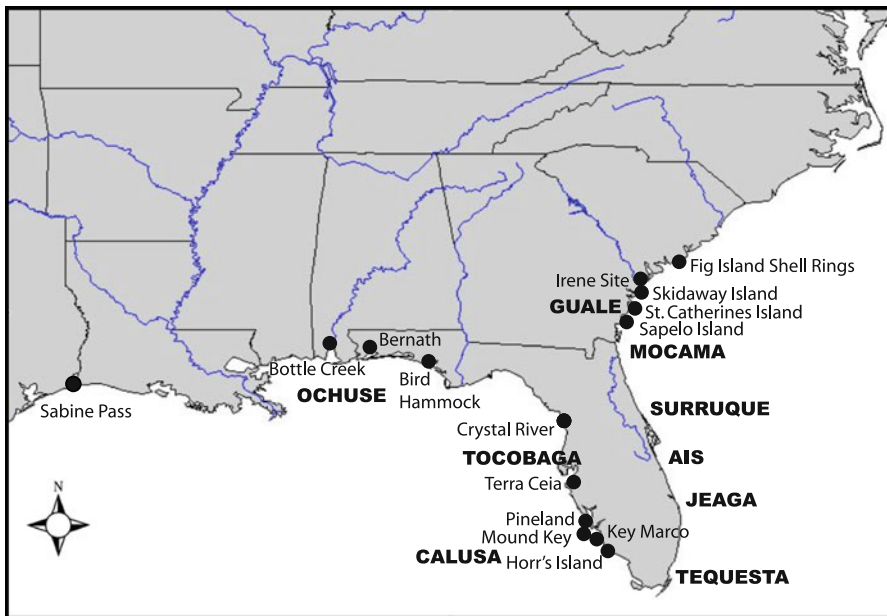 Fig Island Shell Rings
Irene Site
Skidaway Island
GUALE
St. Catherines Island
Sapelo Island
MOCAMA
Bernath
Bottle Creek
OCHUSE
Bird
Hammock
Sabine Pass
SURRUQUE
Crystal River
TOCOBAGA
AIS
Terra Ceia
JEAGA
Pineland
Mound Key
Key Marco
CALUSA
Horr's Island
TEQUESTA
N